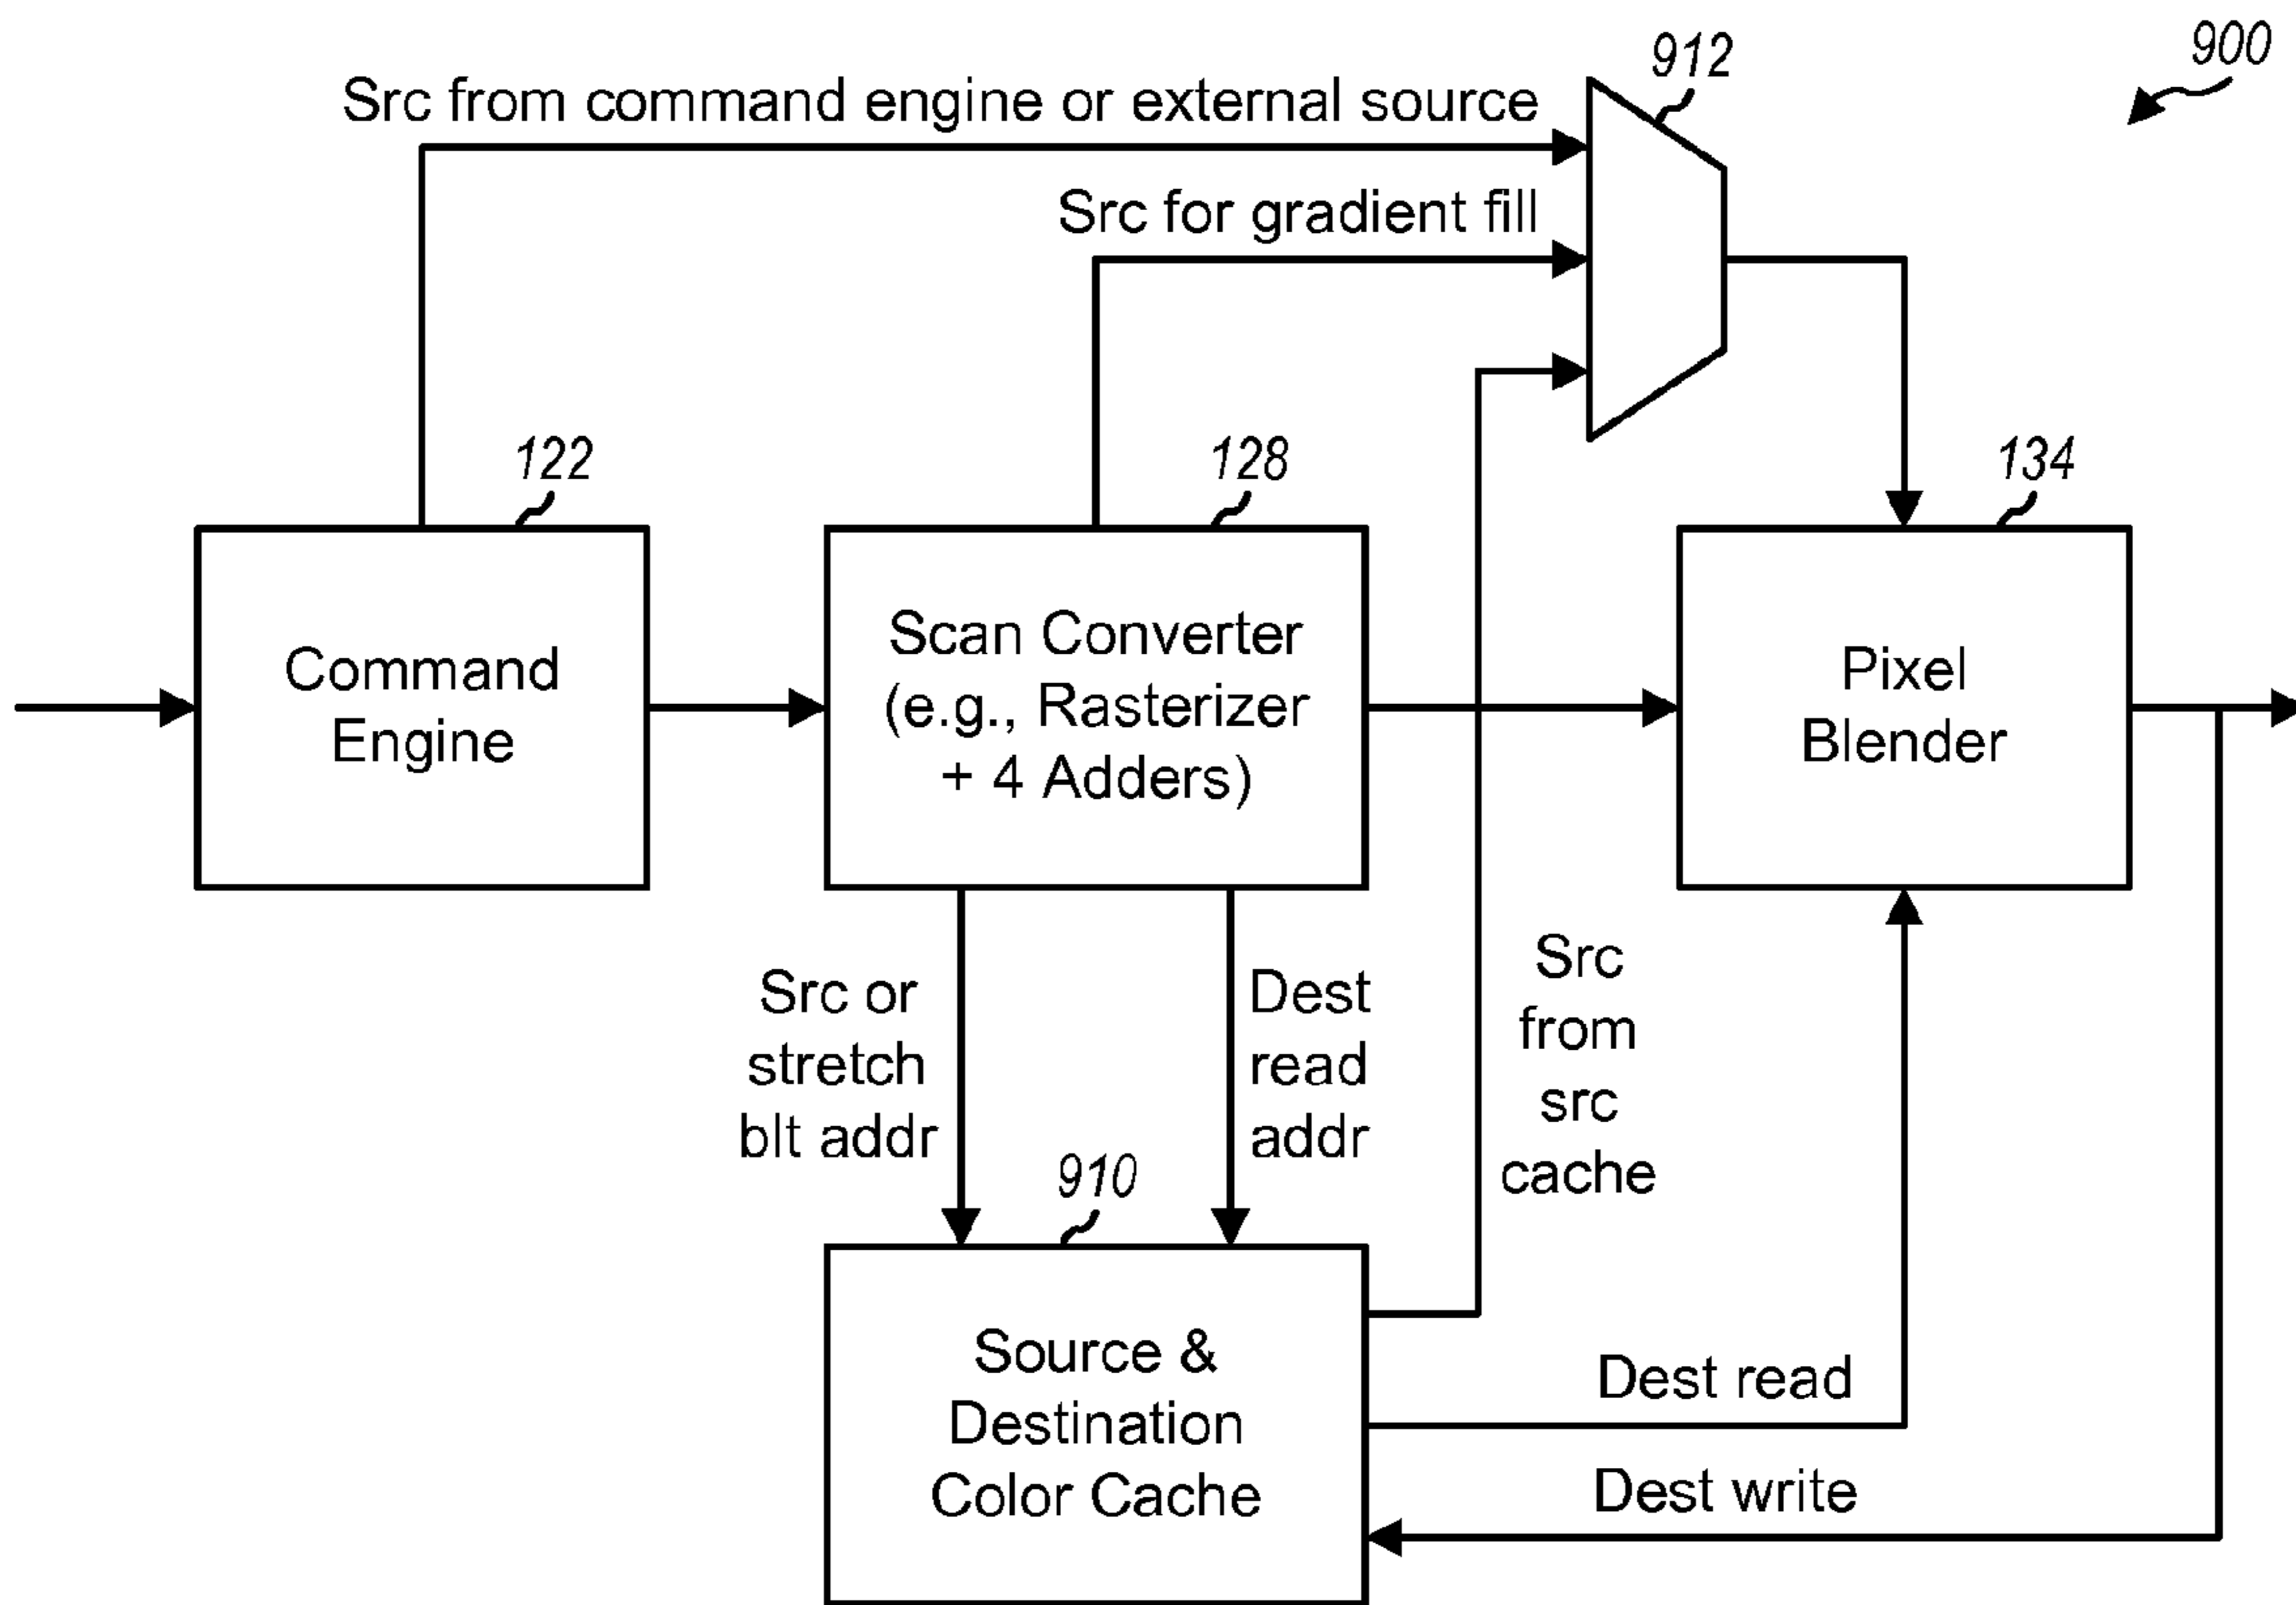 900
912
Src from command engine or external source
Src for gradient fill
122
128
134
Command
Engine
Scan Converter
(e.g., Rasterizer
+ 4 Adders)
Pixel
Blender
Src or
stretch
blt addr
Dest
read
addr
Src
from
src
cache
910
Source &
Destination
Color Cache
Dest read
Dest write